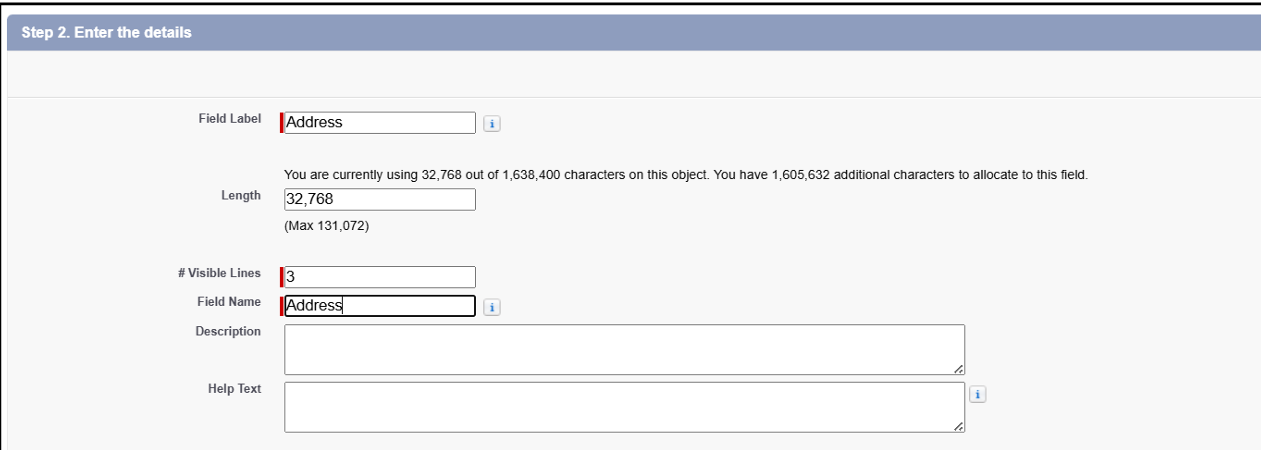 Step 2. Enter the details
Field Label Address i
You are currently using 32,768 out of 1,638,400 characters on this object. You have 1,605,632 additional characters to allocate to this field.
Length 32,768
(Max 131,072)
# Visible Lines 3
Field Name Address i
Description
Help Text i